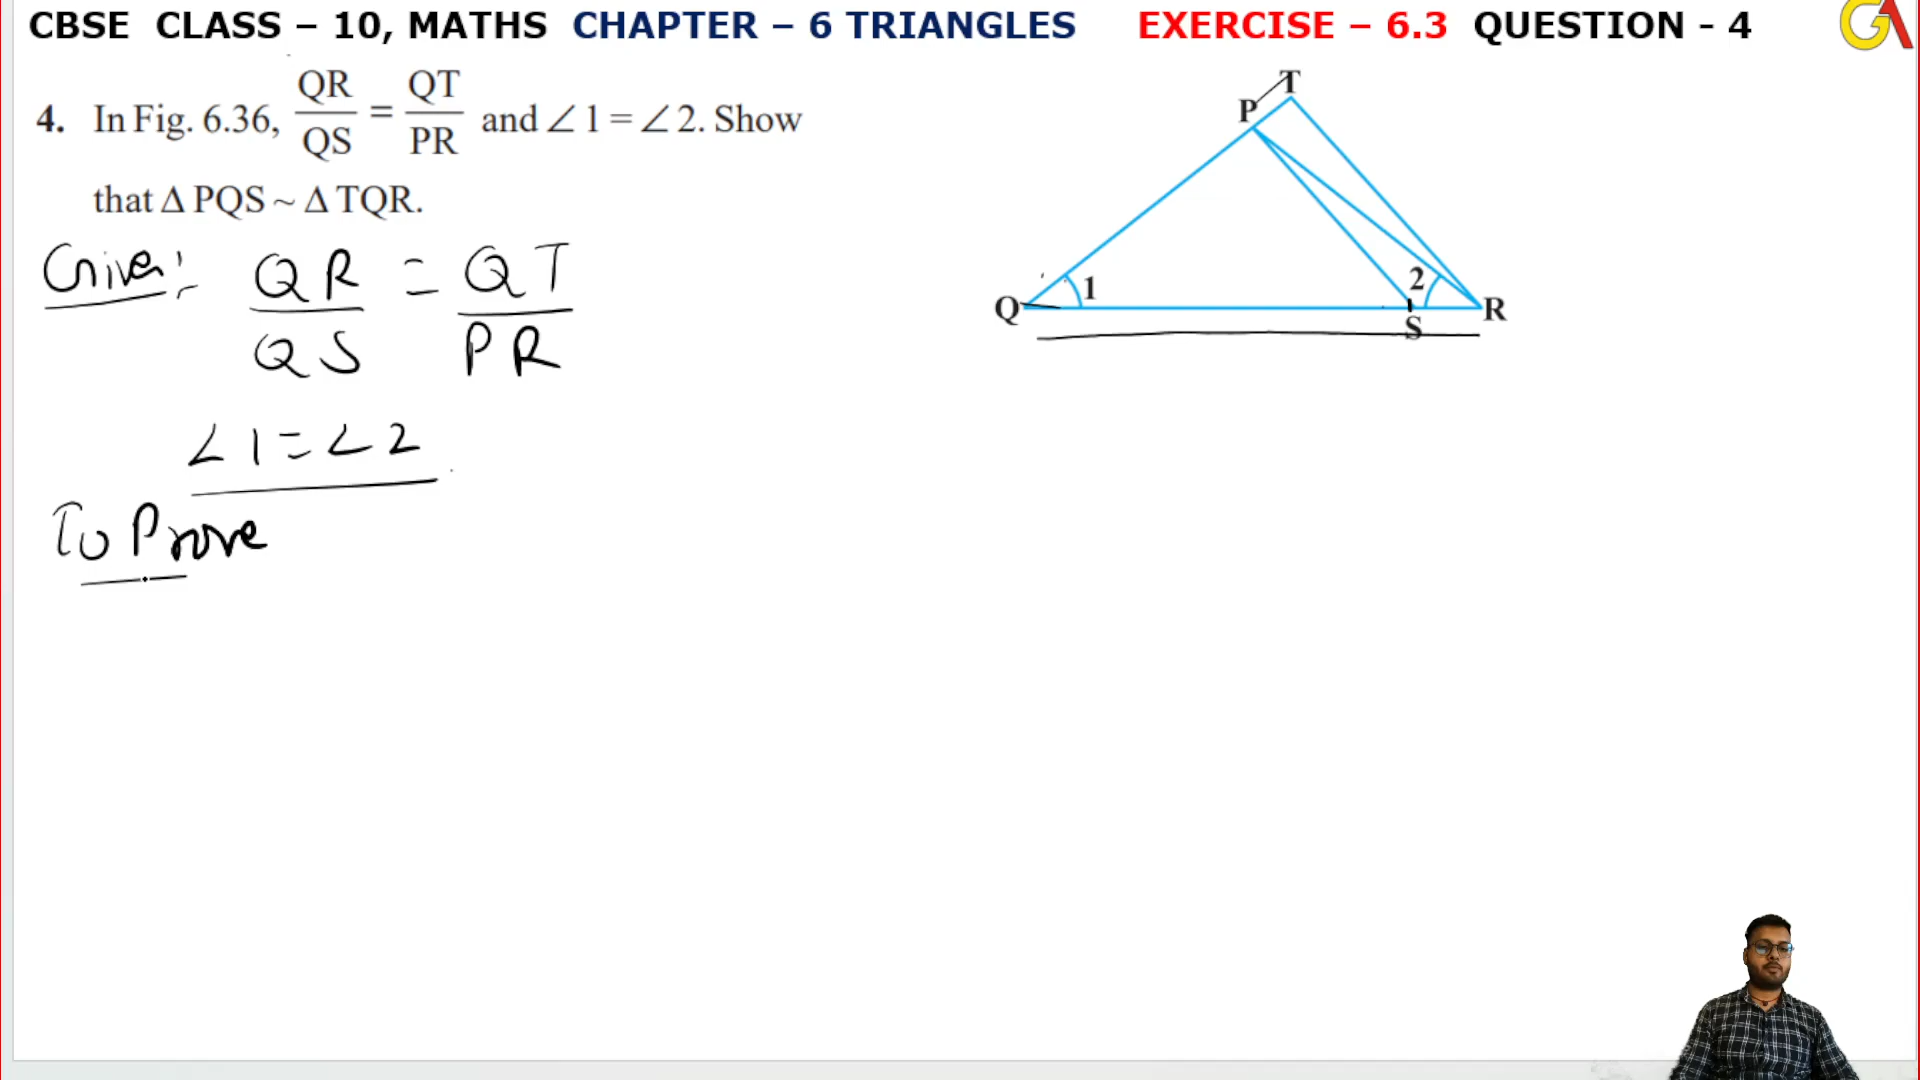 CBSE CLASS – 10, MATHS CHAPTER – 6 TRIANGLES EXERCISE – 6.3 QUESTION - 4
GA
4. In Fig. 6.36, QR/QS = QT/PR and ∠1 = ∠2. Show
that Δ PQS ~ Δ TQR.
Given:- QR/QS = QT/PR
∠1 = ∠2
To Prove
T
P
1
2
Q
R
S